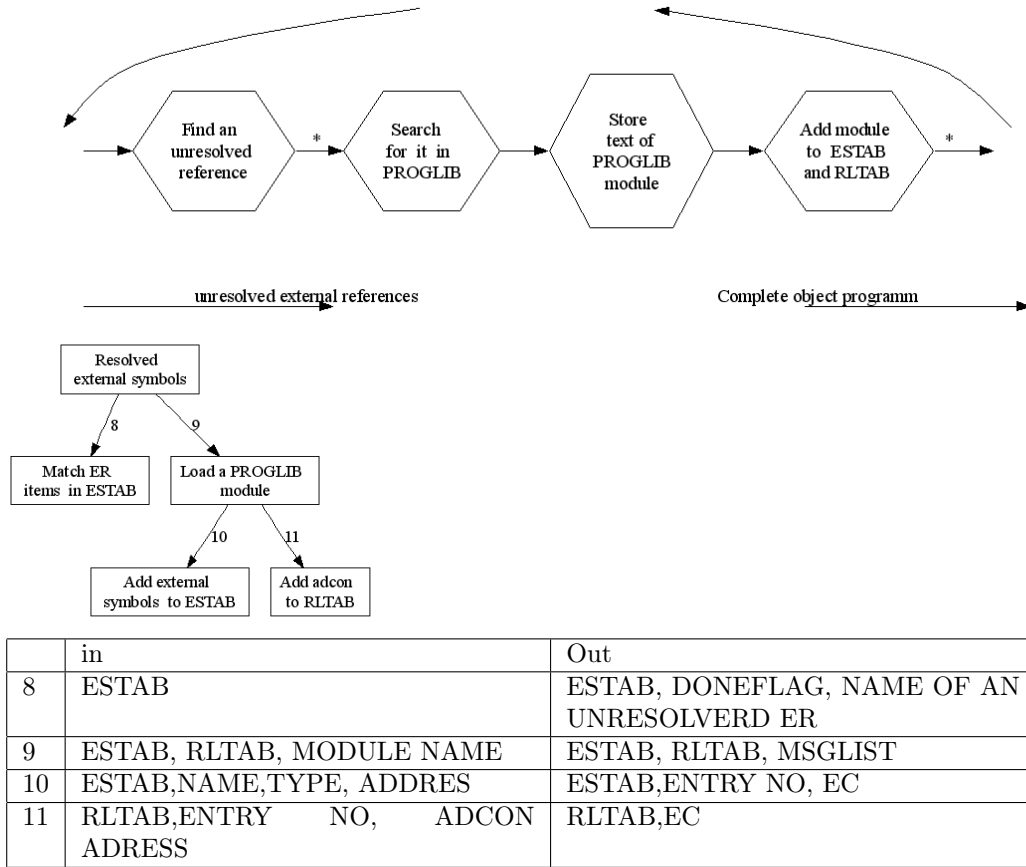 Find an
unresolved
reference
*
Search
for it in
PROGLIB
Store
text of
PROGLIB
module
Add module
to ESTAB
and RLTAB
*
unresolved external references
Complete object programm
Resolved
external symbols
8
9
Match ER
items in ESTAB
Load a PROGLIB
module
10
11
Add external
symbols to ESTAB
Add adcon
to RLTAB
in Out
8 ESTAB ESTAB, DONEFLAG, NAME OF AN
UNRESOLVERD ER
9 ESTAB, RLTAB, MODULE NAME ESTAB, RLTAB, MSGLIST
10 ESTAB,NAME,TYPE, ADDRES ESTAB,ENTRY NO, EC
11 RLTAB,ENTRY NO, ADCON RLTAB,EC
ADRESS